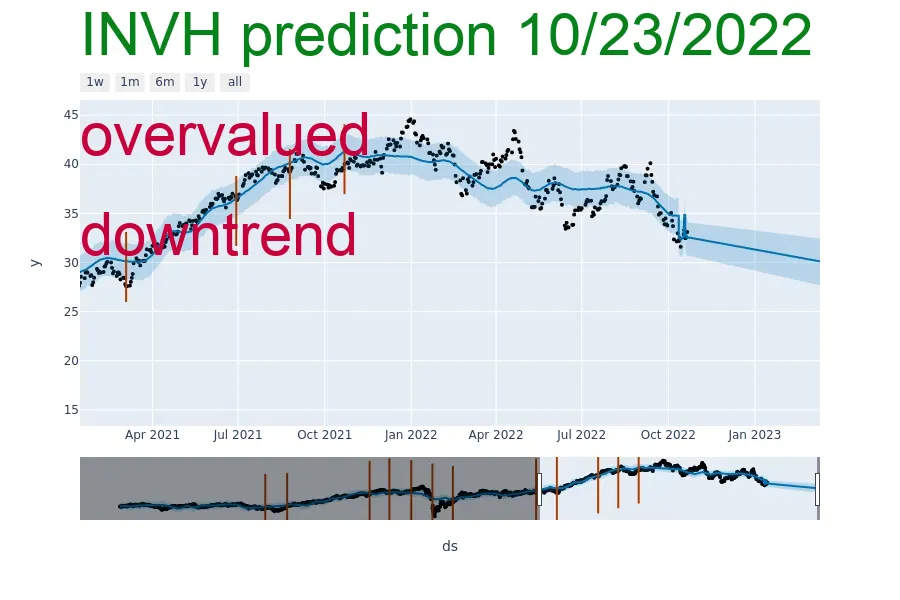 INVH prediction 10/23/2022
1w 1m 6m 1y all
45
overvalued
40
35
downtrend
30
y
25
20
15
Apr 2021 Jul 2021 Oct 2021 Jan 2022 Apr 2022 Jul 2022 Oct 2022 Jan 2023
ds